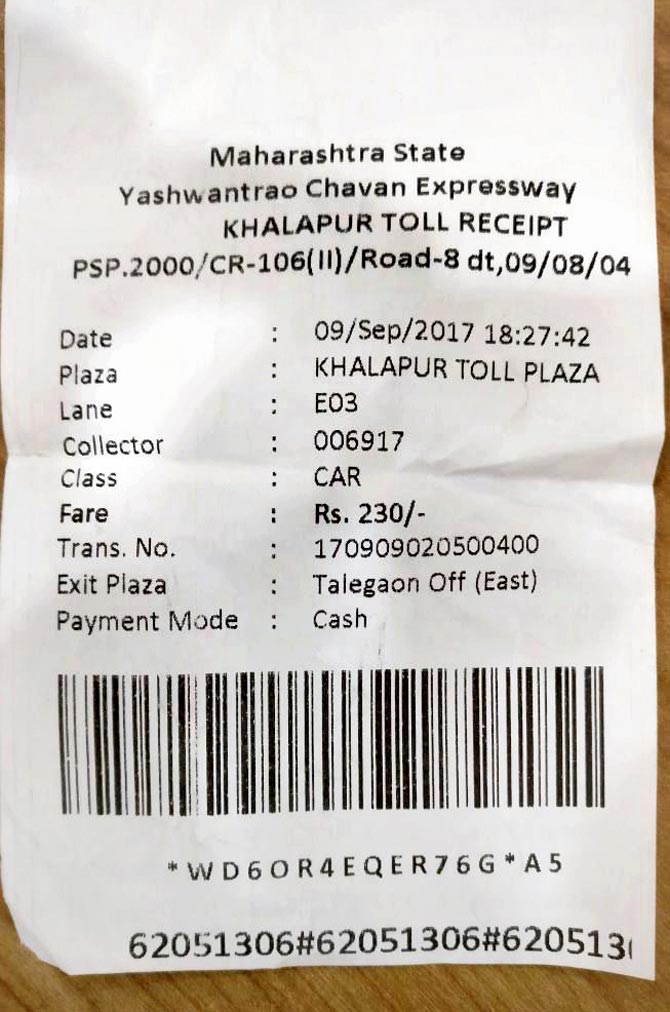 Maharashtra State
Yashwantrao Chavan Expressway
KHALAPUR TOLL RECEIPT
PSP.2000/CR-106(II)/Road-8 dt,09/08/04
Date : 09/Sep/2017 18:27:42
Plaza : KHALAPUR TOLL PLAZA
Lane : E03
Collector : 006917
Class : CAR
Fare : Rs. 230/-
Trans. No. : 170909020500400
Exit Plaza : Talegaon Off (East)
Payment Mode : Cash
*WD6OR4EQER76G*A5
62051306#62051306#620513